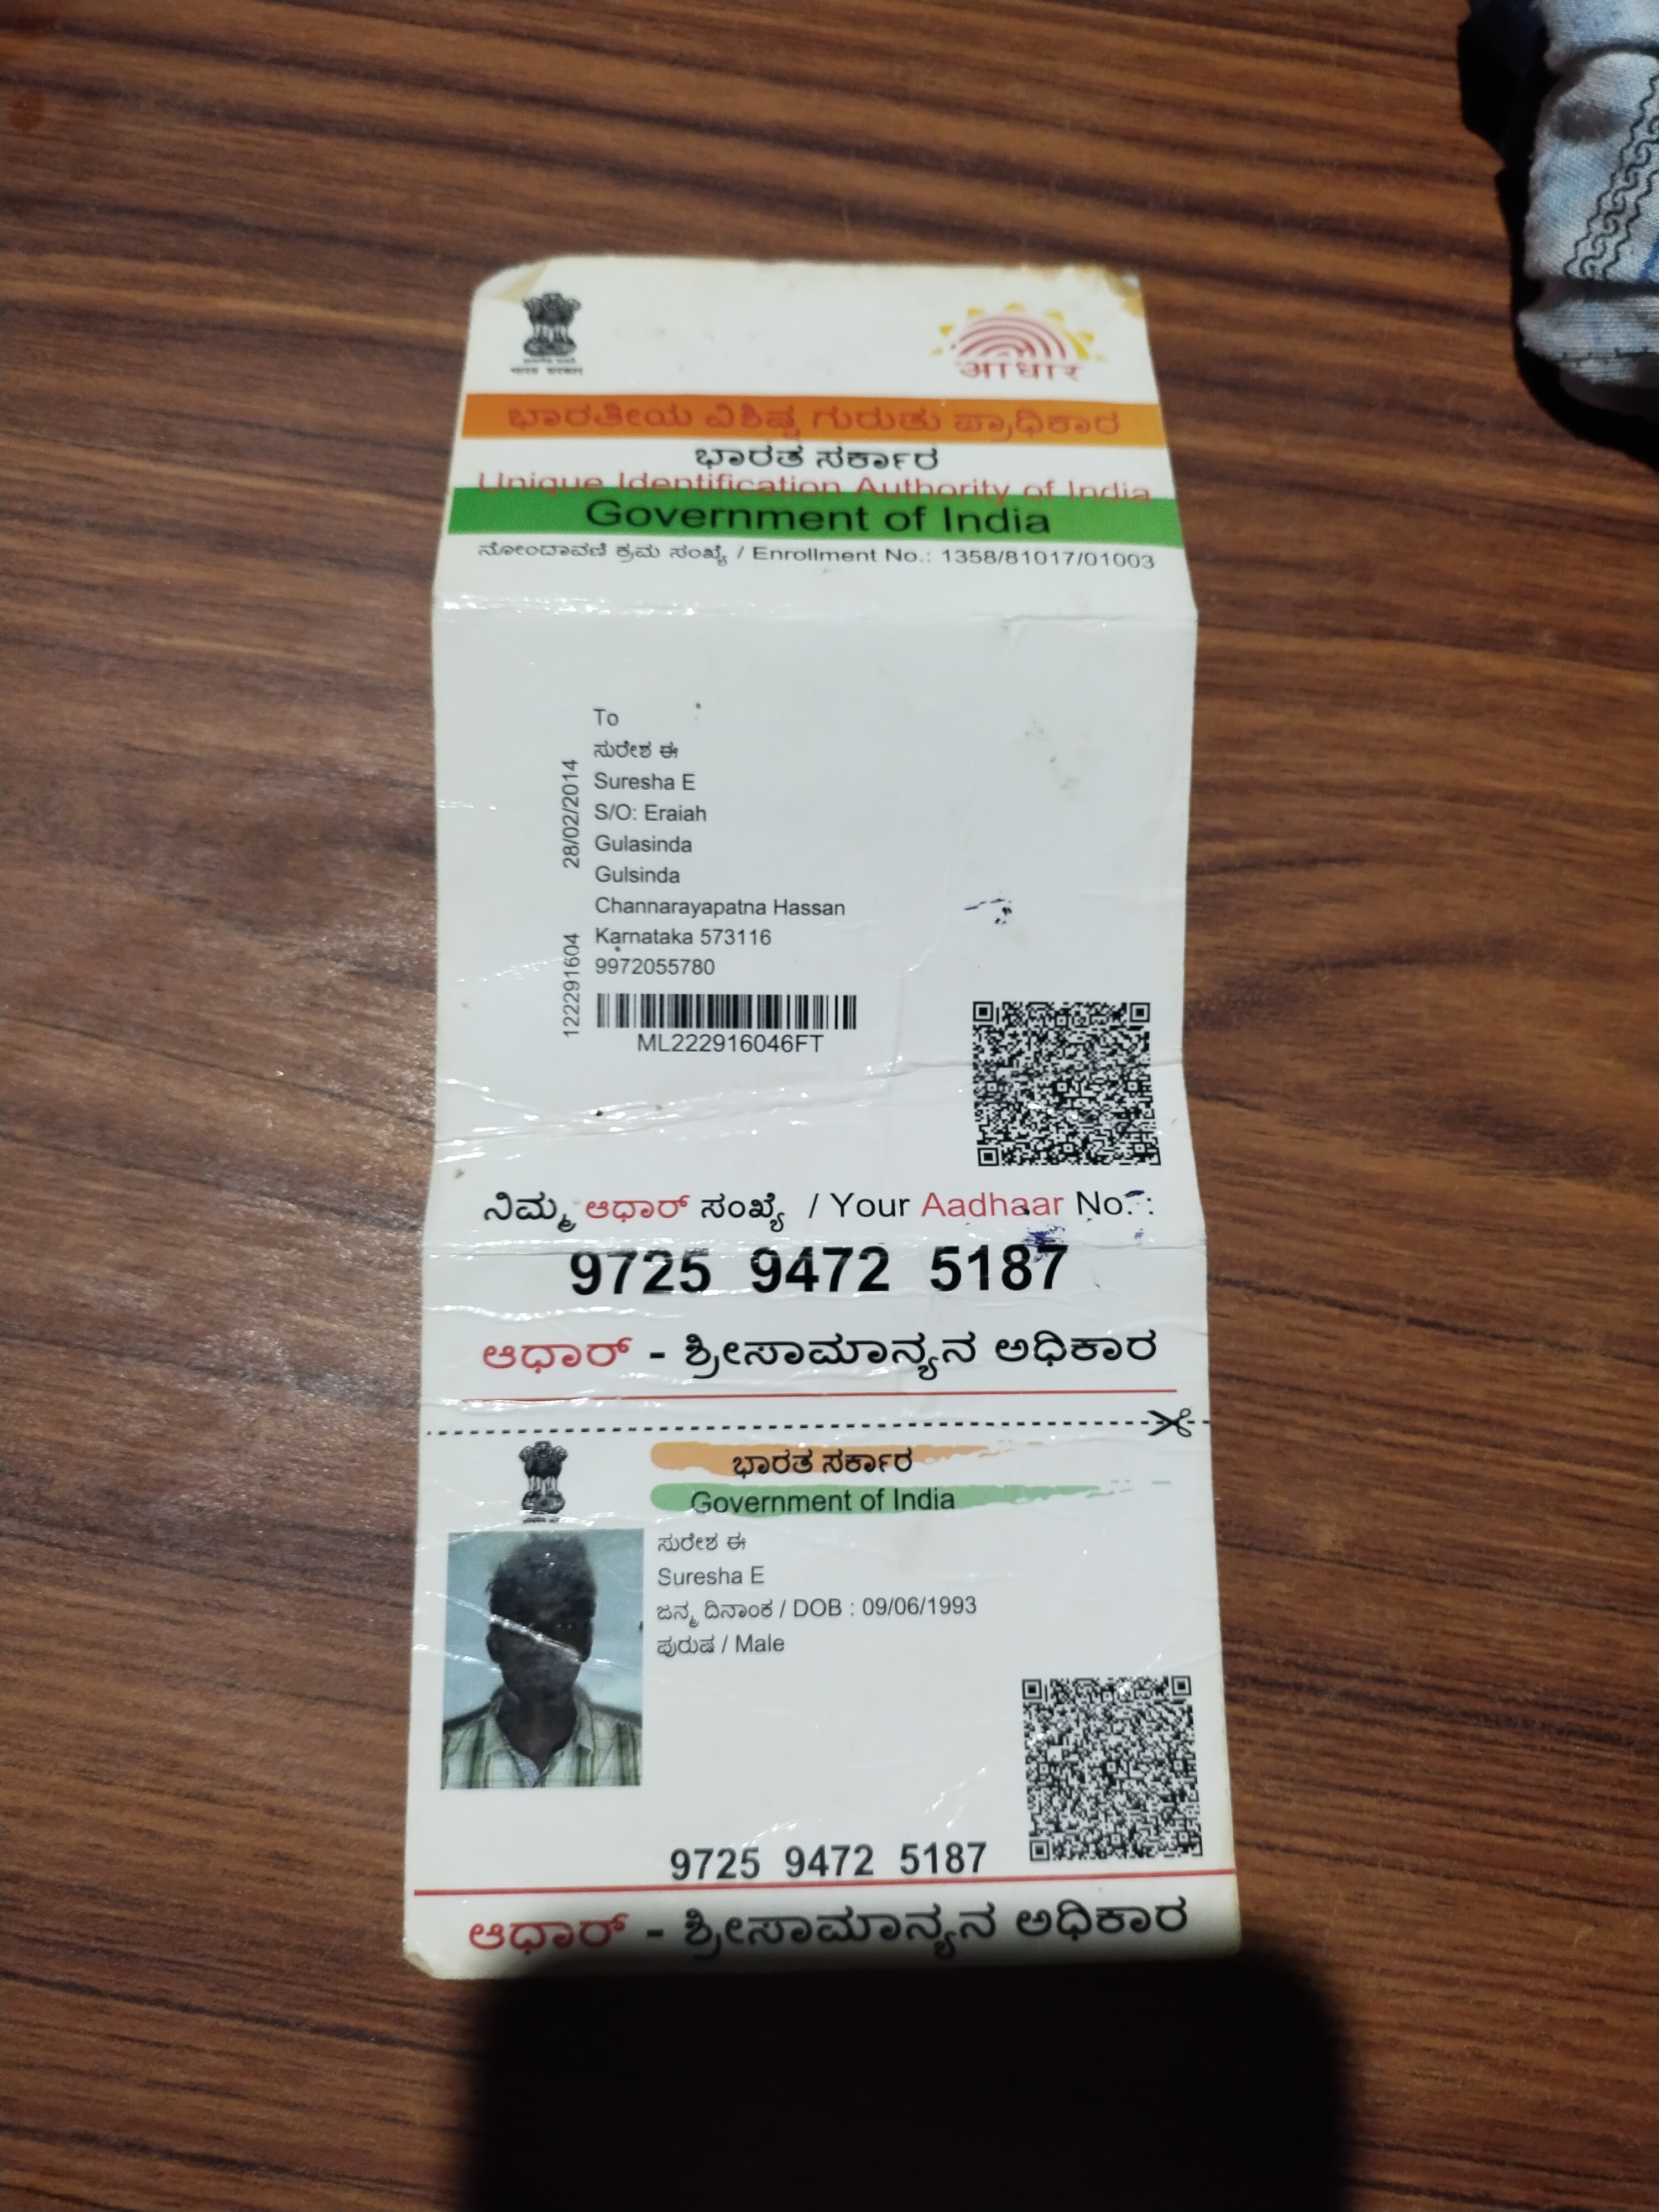 आधार
ಭಾರತೀಯ ವಿಶಿಷ್ಟ ಗುರುತು ಪ್ರಾಧಿಕಾರ
ಭಾರತ ಸರ್ಕಾರ
Unique Identification Authority of India
Government of India
ನೋಂದಾವಣಿ ಕ್ರಮ ಸಂಖ್ಯೆ / Enrollment No.: 1358/81017/01003
To
ಸುರೇಶ ಈ
Suresha E
S/O: Eraiah
Gulasinda
Gulsinda
Channarayapatna Hassan
Karnataka 573116
9972055780
28/02/2014
122291604
ML222916046FT
ನಿಮ್ಮ ಆಧಾರ್ ಸಂಖ್ಯೆ / Your Aadhaar No. :
9725 9472 5187
ಆಧಾರ್ - ಶ್ರೀಸಾಮಾನ್ಯನ ಅಧಿಕಾರ
ಭಾರತ ಸರ್ಕಾರ
Government of India
ಸುರೇಶ ಈ
Suresha E
ಜನ್ಮ ದಿನಾಂಕ / DOB : 09/06/1993
ಪುರುಷ / Male
9725 9472 5187
ಆಧಾರ್ - ಶ್ರೀಸಾಮಾನ್ಯನ ಅಧಿಕಾರ